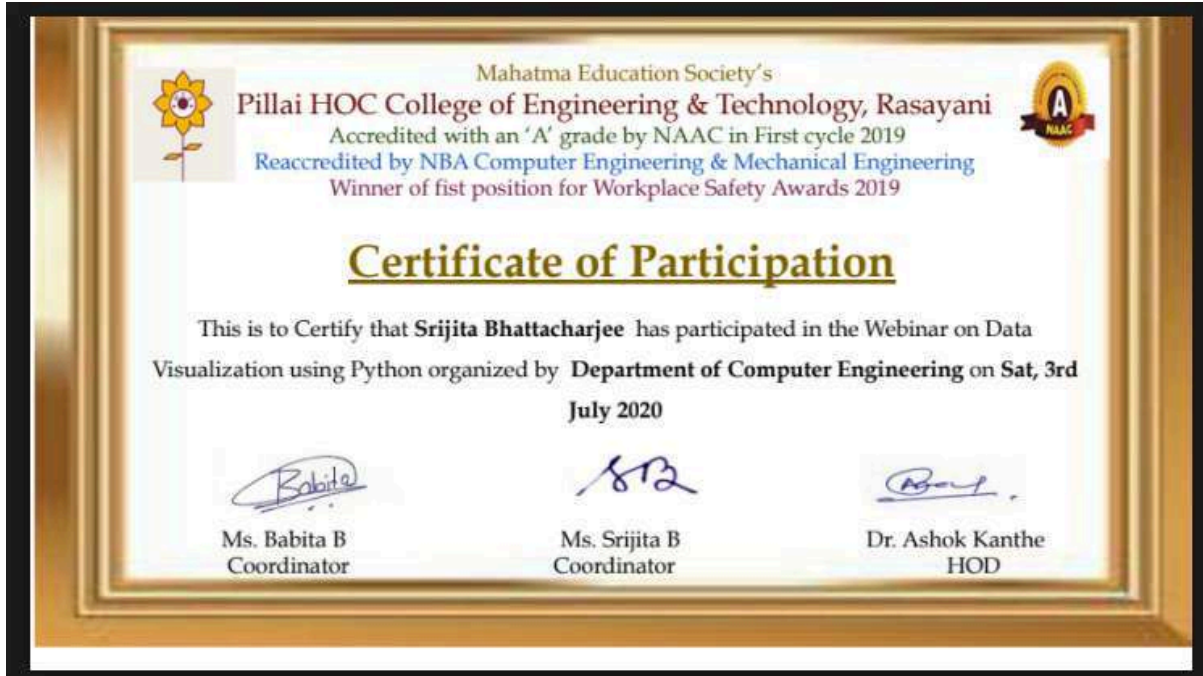 Mahatma Education Society's
Pillai HOC College of Engineering & Technology, Rasayani
Accredited with an 'A' grade by NAAC in First cycle 2019
Reaccredited by NBA Computer Engineering & Mechanical Engineering
Winner of fist position for Workplace Safety Awards 2019
A
NAAC
Certificate of Participation
This is to Certify that Srijita Bhattacharjee has participated in the Webinar on Data
Visualization using Python organized by Department of Computer Engineering on Sat, 3rd
July 2020
Babita
SB
Ms. Babita B
Coordinator
Ms. Srijita B
Coordinator
Dr. Ashok Kanthe
HOD